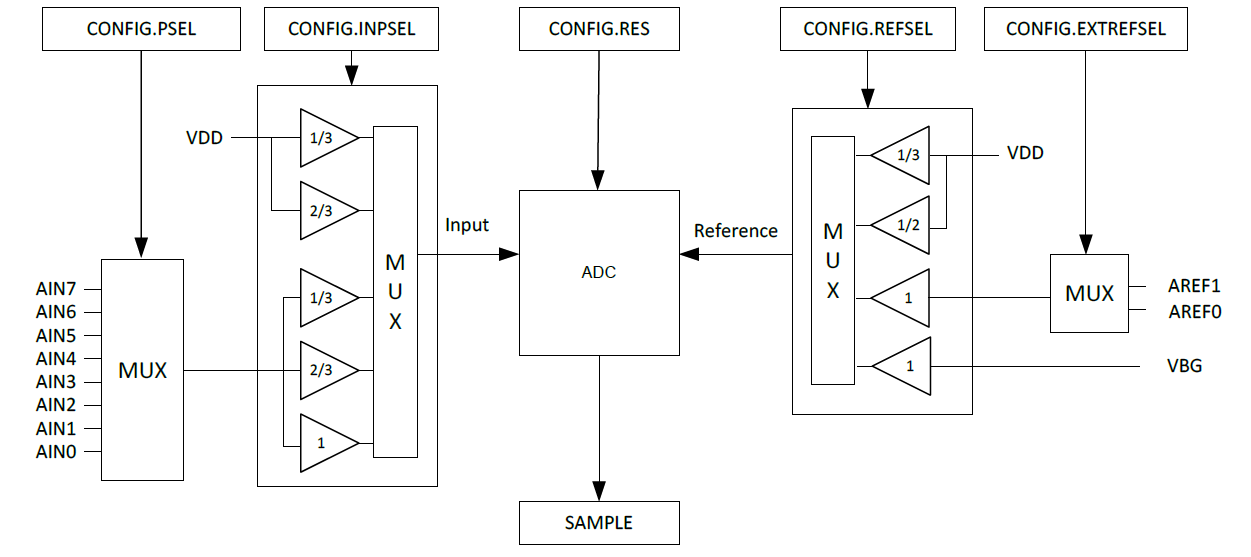 CONFIG.PSEL
CONFIG.INPSEL
CONFIG.RES
CONFIG.REFSEL
CONFIG.EXTREFSEL
VDD
1/3
2/3
1/3
2/3
1
M
U
X
AIN7
AIN6
AIN5
AIN4
AIN3
AIN2
AIN1
AIN0
MUX
Input
ADC
Reference
M
U
X
1/3
1/2
1
1
VDD
MUX
AREF1
AREF0
VBG
SAMPLE